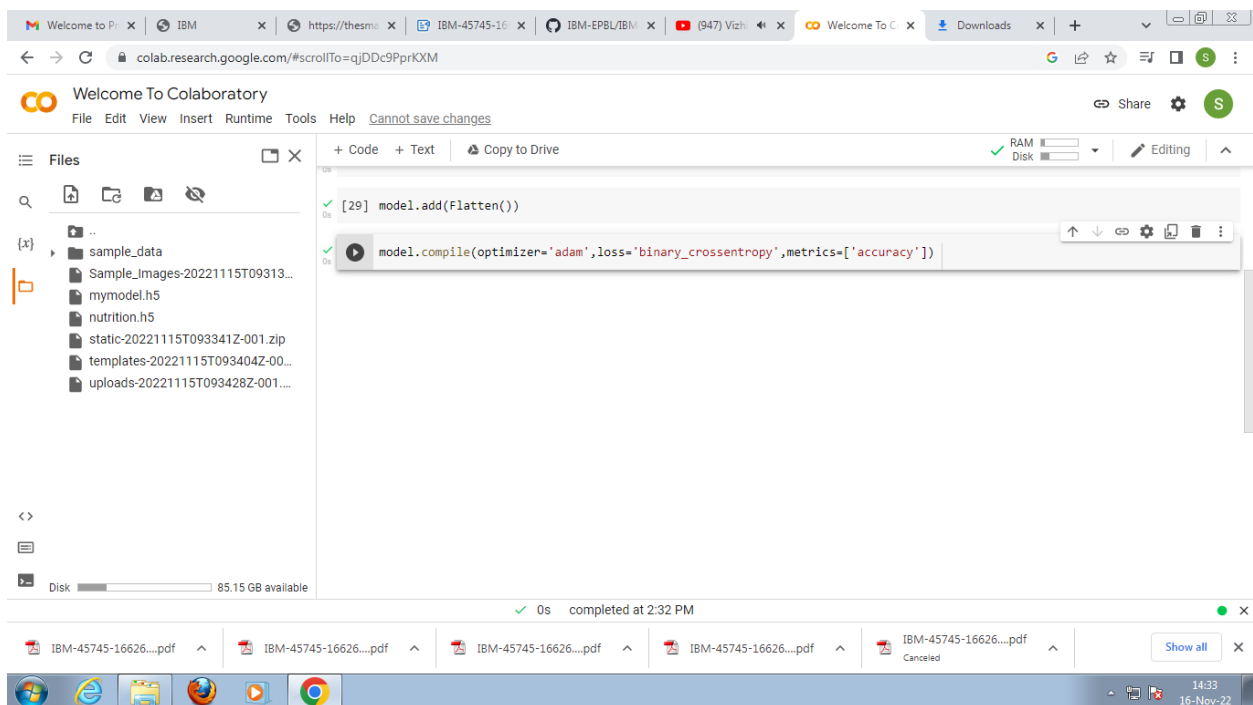 Welcome to Pr
IBM
https://thesma
IBM-45745-16
IBM-EPBL/IBM
(947) Vizhi
Welcome To C
Downloads
colab.research.google.com/#scrollTo=qjDDc9PprKXM
G
S
CO
Welcome To Colaboratory
File Edit View Insert Runtime Tools Help Cannot save changes
Share
S
Files
+ Code + Text Copy to Drive
RAM
Disk
Editing
0s
[29] model.add(Flatten())
0s
{x}
..
sample_data
Sample_Images-20221115T09313...
mymodel.h5
nutrition.h5
static-20221115T093341Z-001.zip
templates-20221115T093404Z-00...
uploads-20221115T093428Z-001....
model.compile(optimizer='adam',loss='binary_crossentropy',metrics=['accuracy'])
0s
Disk 85.15 GB available
0s completed at 2:32 PM
IBM-45745-16626....pdf
IBM-45745-16626....pdf
IBM-45745-16626....pdf
IBM-45745-16626....pdf
IBM-45745-16626....pdf
Canceled
Show all
14:33
16-Nov-22